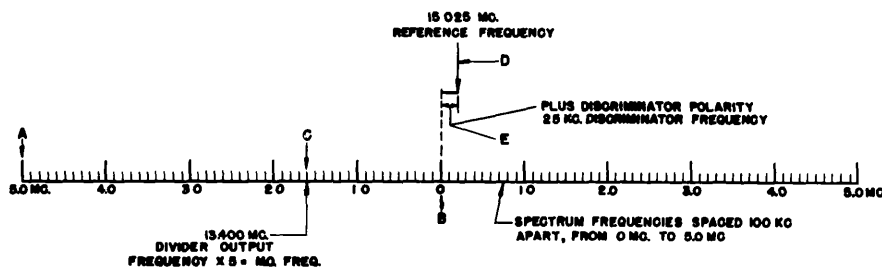 15 025 MC.
REFERENCE FREQUENCY
D
PLUS DISCRIMINATOR POLARITY
25 KC. DISCRIMINATOR FREQUENCY
E
A
C
5.0 MC. 4.0 3 0 2 0 1 0 0 1 0 2.0 3 0 4 0 5.0 MC
B
13.400 MC.
DIVIDER OUTPUT
FREQUENCY X 5 = MO. FREQ.
SPECTRUM FREQUENCIES SPACED 100 KC
APART, FROM 0 MC. TO 5.0 MC